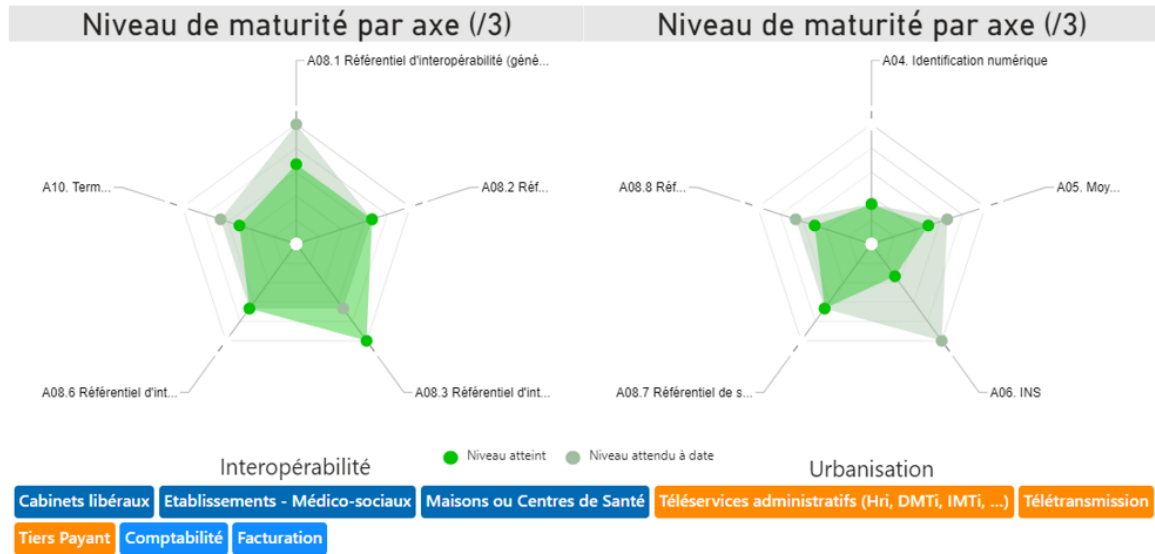 Niveau de maturité par axe (/3)
Niveau de maturité par axe (/3)
A08.1 Référentiel d'interopérabilité (géné...
A10. Term...
A08.2 Réf...
A08.6 Référentiel d'int...
A08.3 Référentiel d'int...
A04. Identification numérique
A08.8 Réf...
A05. Moy...
A08.7 Référentiel de s...
A06. INS
Niveau atteint
Niveau attendu à date
Interopérabilité
Urbanisation
Cabinets libéraux
Etablissements - Médico-sociaux
Maisons ou Centres de Santé
Téléservices administratifs (Hri, DMTi, IMTi, ...)
Télétransmission
Tiers Payant
Comptabilité
Facturation